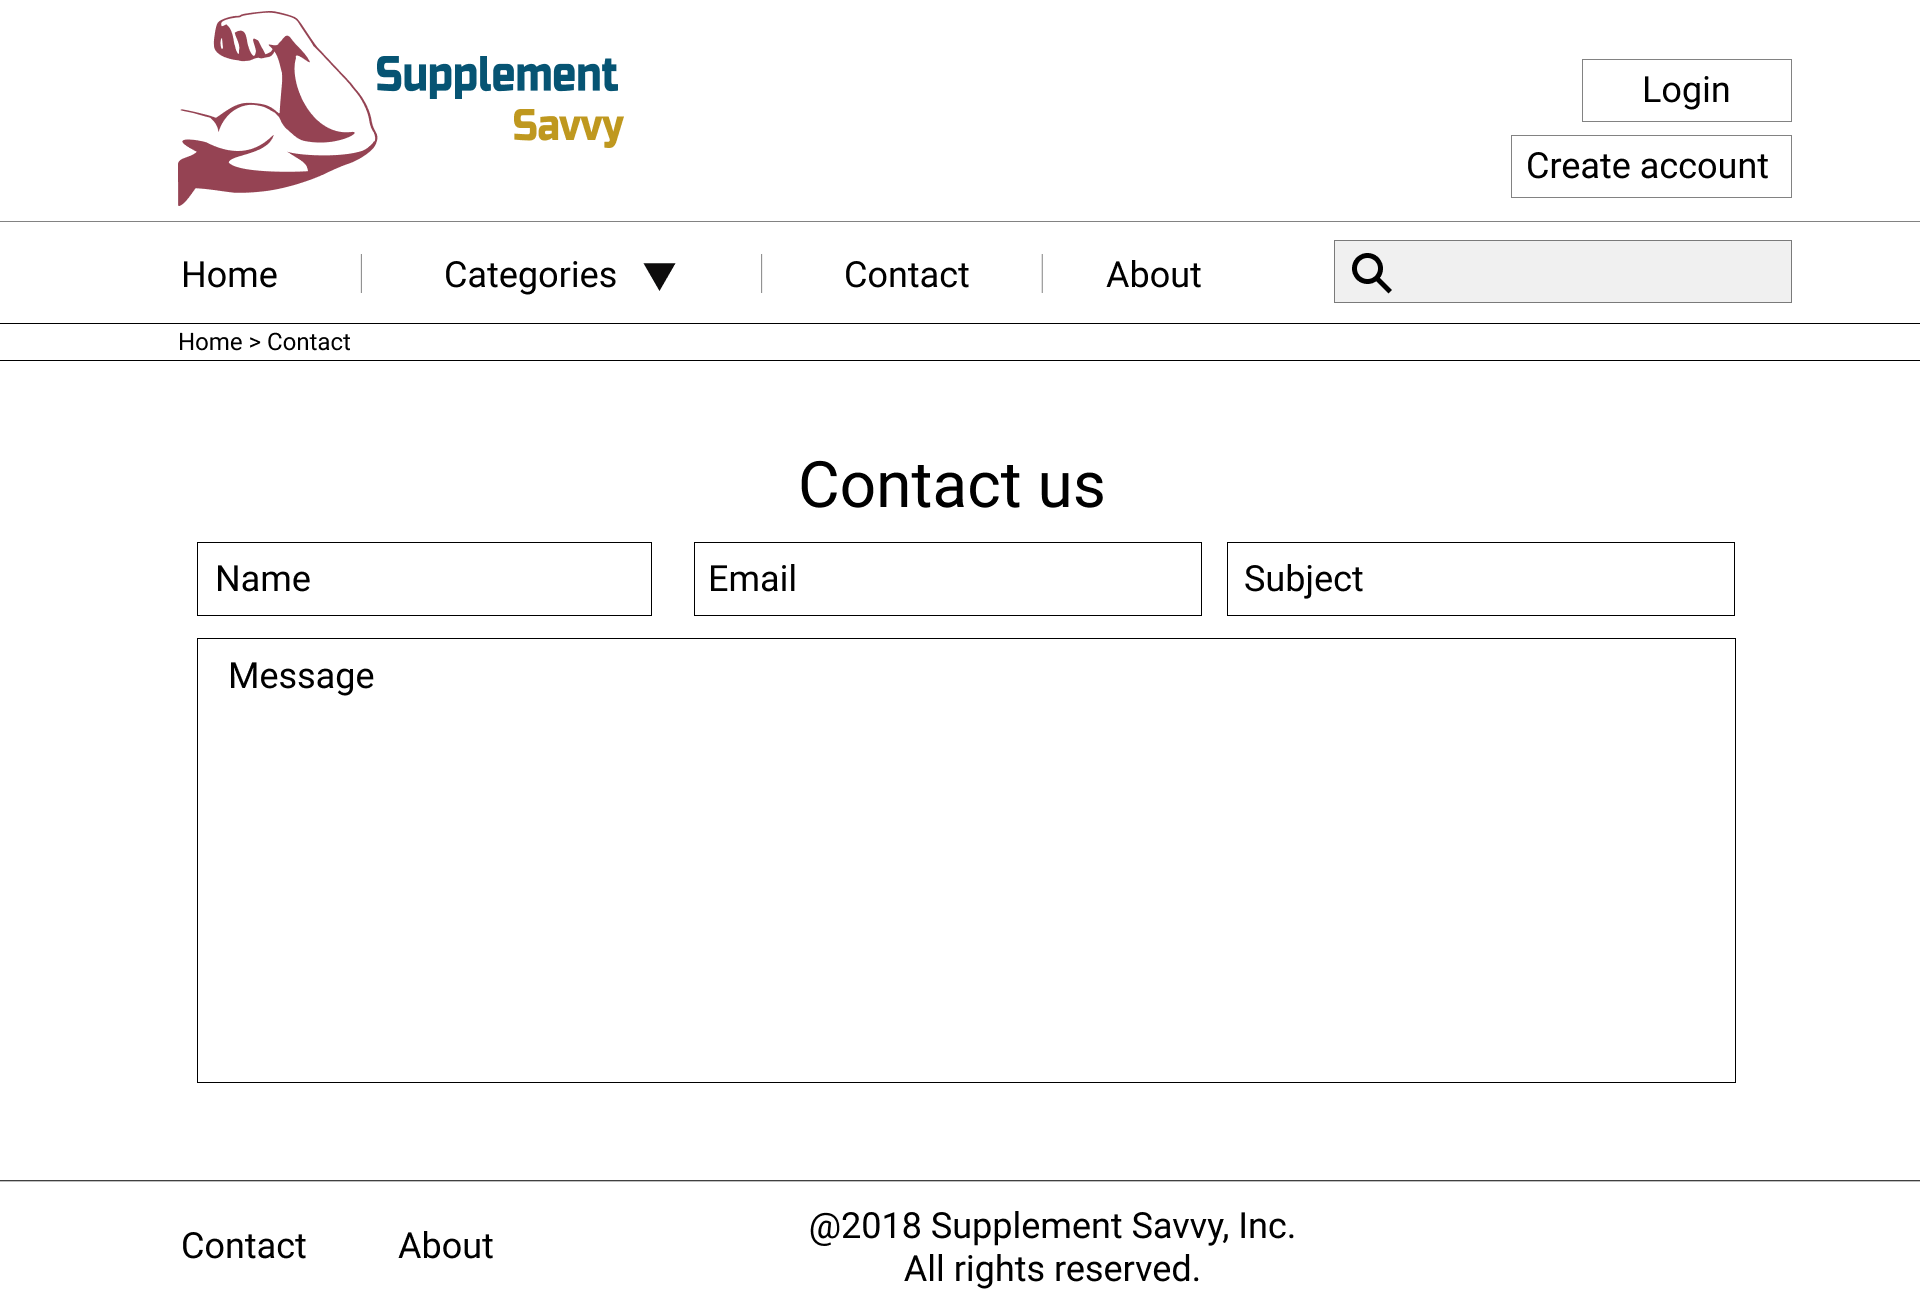 Supplement
Savvy
Login
Create account
Home
Categories
Contact
About
Home > Contact
Contact us
Name
Email
Subject
Message
Contact
About
@2018 Supplement Savvy, Inc.
All rights reserved.